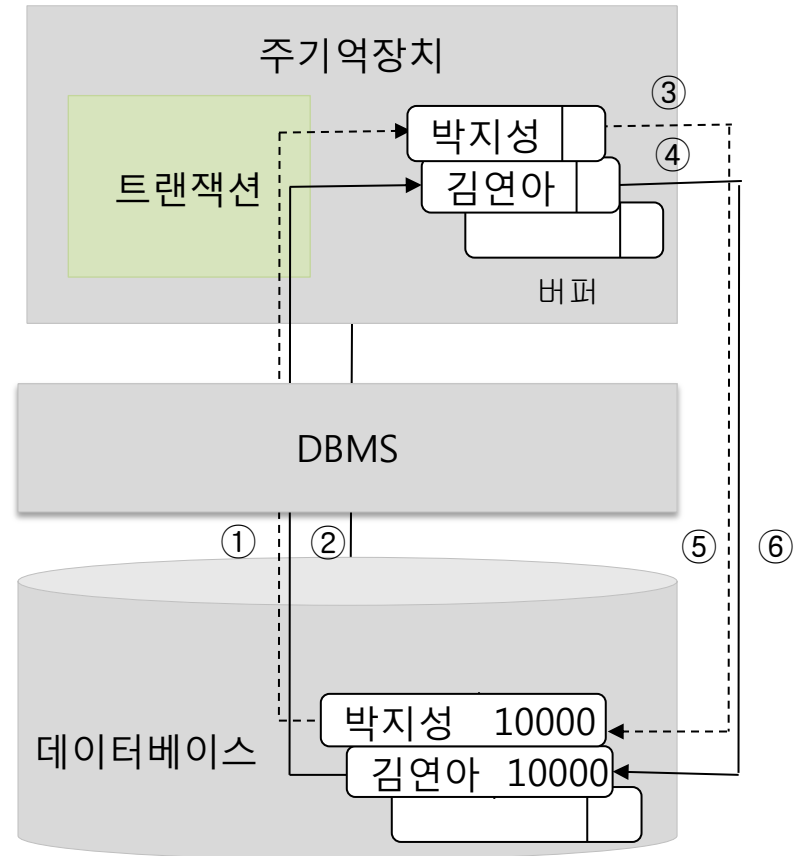 주기억장치
③
박지성
④
트랜잭션
김연아
버퍼
DBMS
①
②
⑤
⑥
박지성 10000
데이터베이스
김연아 10000